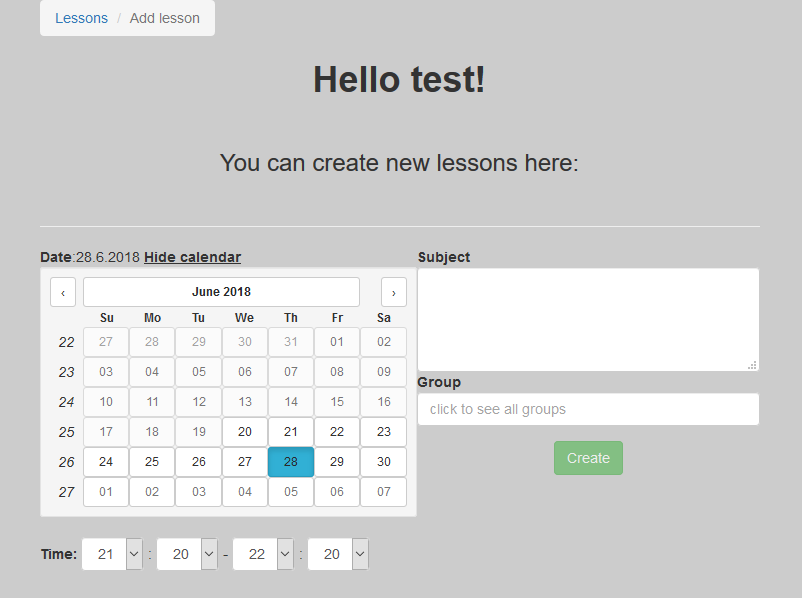 Lessons / Add lesson
Hello test!
You can create new lessons here:
Date:28.6.2018 Hide calendar
‹ June 2018 ›
Su Mo Tu We Th Fr Sa
22 27 28 29 30 31 01 02
23 03 04 05 06 07 08 09
24 10 11 12 13 14 15 16
25 17 18 19 20 21 22 23
26 24 25 26 27 28 29 30
27 01 02 03 04 05 06 07
Time: 21 : 20 - 22 : 20
Subject
Group
click to see all groups
Create